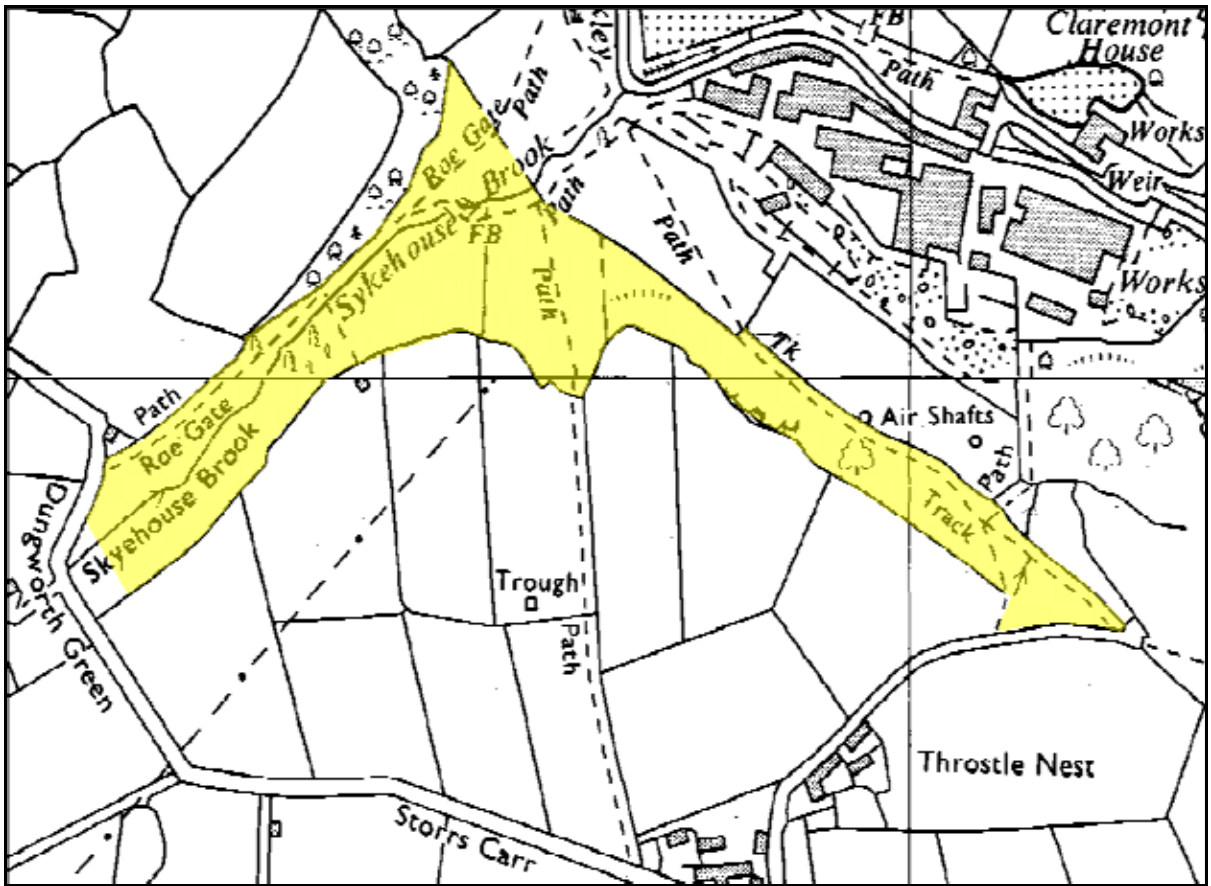 FB
Claremont
House
Path
Path
Works
Roe Gate
Brook
Weir
Path
Path
FB
Sykehouse
Path
Works
Tk
Path
Roe Gate
Air Shafts
Path
Skyehouse Brook
Track
Dungworth Green
Trough
Path
Throstle Nest
Storrs Carr